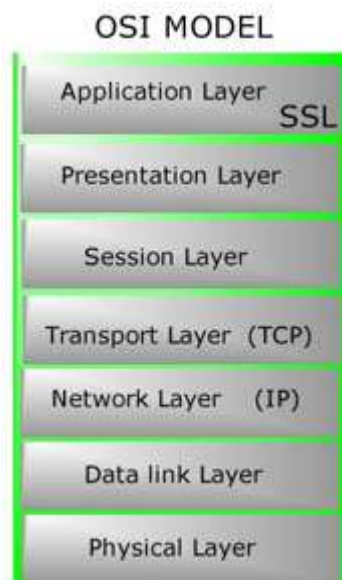 OSI MODEL
Application Layer
SSL
Presentation Layer
Session Layer
Transport Layer (TCP)
Network Layer (IP)
Data link Layer
Physical Layer